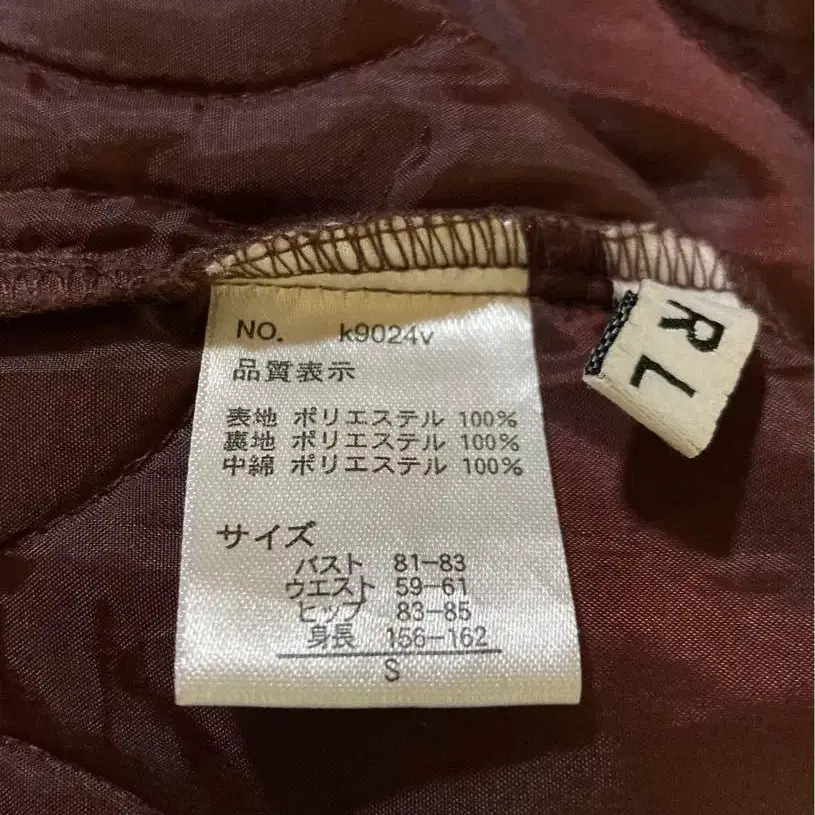 NO. k9024v
品質表示
表地 ポリエステル 100%
裏地 ポリエステル 100%
中綿 ポリエステル 100%
サイズ
バスト 81-83
ウエスト 59-61
ヒップ 83-85
身長 156-162
S
RL